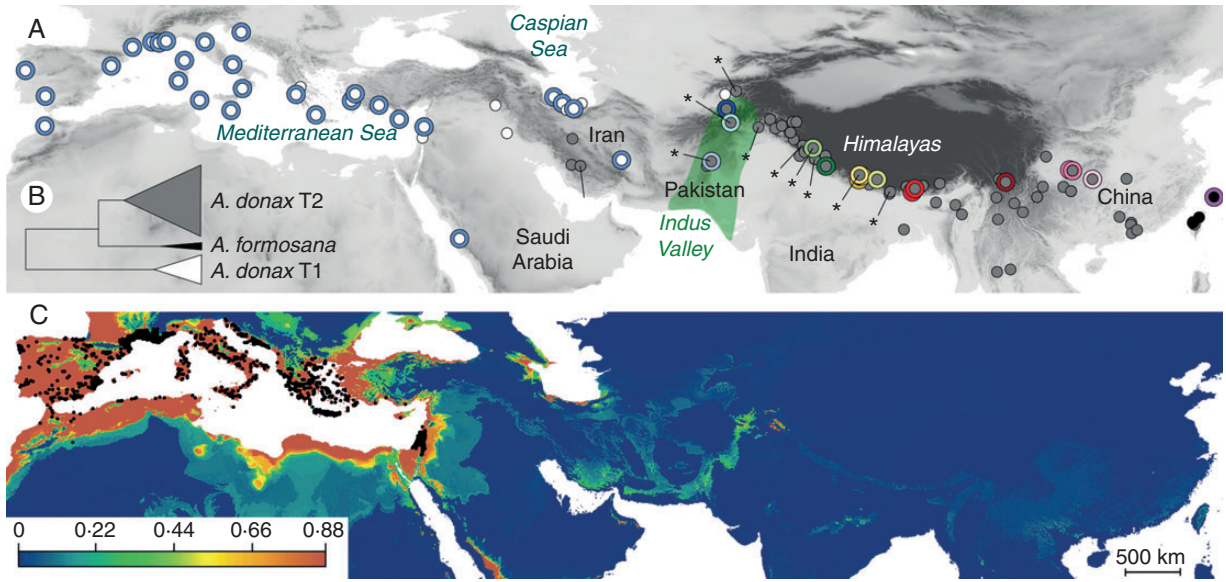 A
Caspian
Sea
Mediterranean Sea
Iran
Himalayas
Pakistan
China
Indus
Valley
India
Saudi
Arabia
* * * * * * * *
B
A. donax T2
A. formosana
A. donax T1
C
0 0·22 0·44 0·66 0·88
500 km